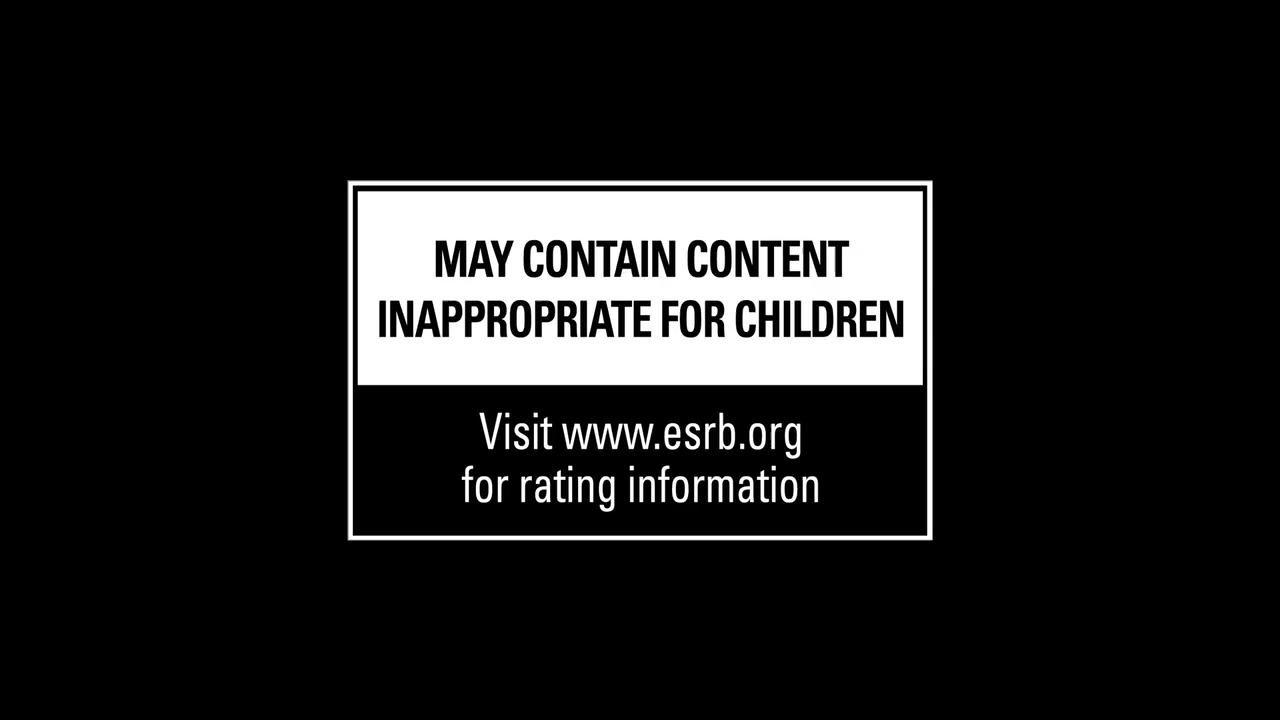 MAY CONTAIN CONTENT
INAPPROPRIATE FOR CHILDREN
Visit www.esrb.org
for rating information